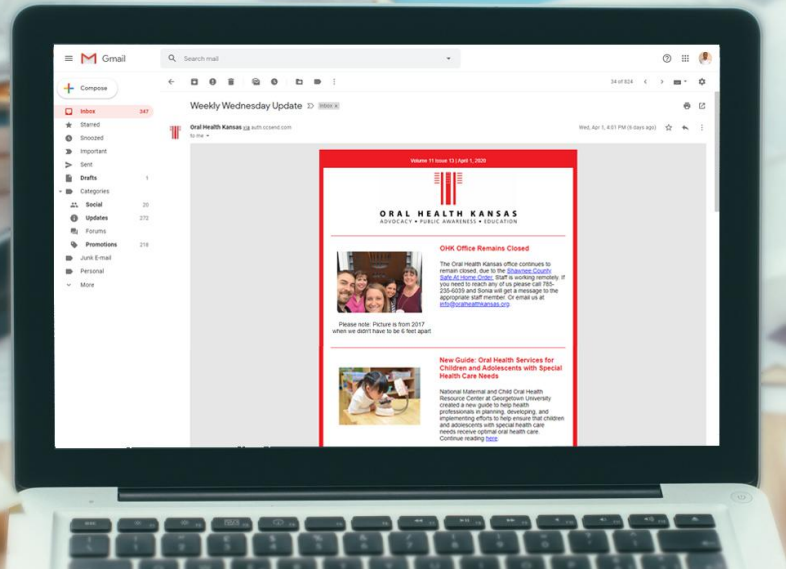 Gmail
Search mail
Compose
24 of 924
Inbox 347
Starred
Snoozed
Important
Sent
Drafts 1
Categories
Social 20
Updates 272
Forums
Promotions 218
Junk E-mail
Personal
More
Weekly Wednesday Update
Inbox x
Oral Health Kansas via auth.ccsend.com
to me
Wed, Apr 1, 4:01 PM (6 days ago)
Volume 11 Issue 13 | April 1, 2020
ORAL HEALTH KANSAS
ADVOCACY • PUBLIC AWARENESS • EDUCATION
OHK Office Remains Closed
The Oral Health Kansas office continues to
remain closed, due to the Shawnee County
Safe At Home Order. Staff is working remotely. If
you need to reach any of us please call 785-
235-6039 and Sonia will get a message to the
appropriate staff member. Or email us at
info@oralhealthkansas.org.
Please note: Picture is from 2017
when we didn't have to be 6 feet apart
New Guide: Oral Health Services for
Children and Adolescents with Special
Health Care Needs
National Maternal and Child Oral Health
Resource Center at Georgetown University
created a new guide to help health
professionals in planning, developing, and
implementing efforts to help ensure that children
and adolescents with special health care
needs receive optimal oral health care.
Continue reading here.